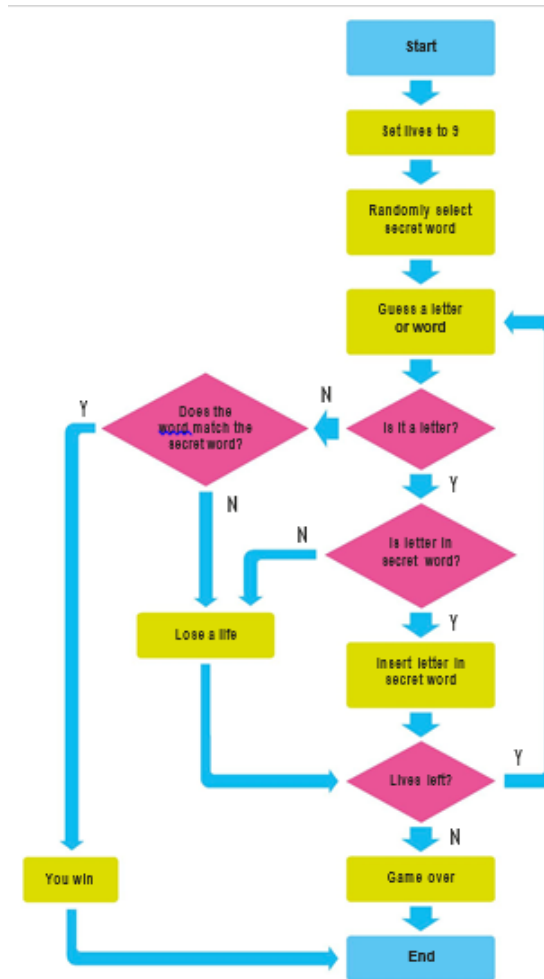 Start
Set lives to 9
Randomly select
secret word
Guess a letter
or word
N
Y
Does the
word match the
secret word?
Is it a letter?
Y
N
N
Is letter in
secret word?
Y
Lose a life
Insert letter in
secret word
Lives left?
Y
N
You win
Game over
End